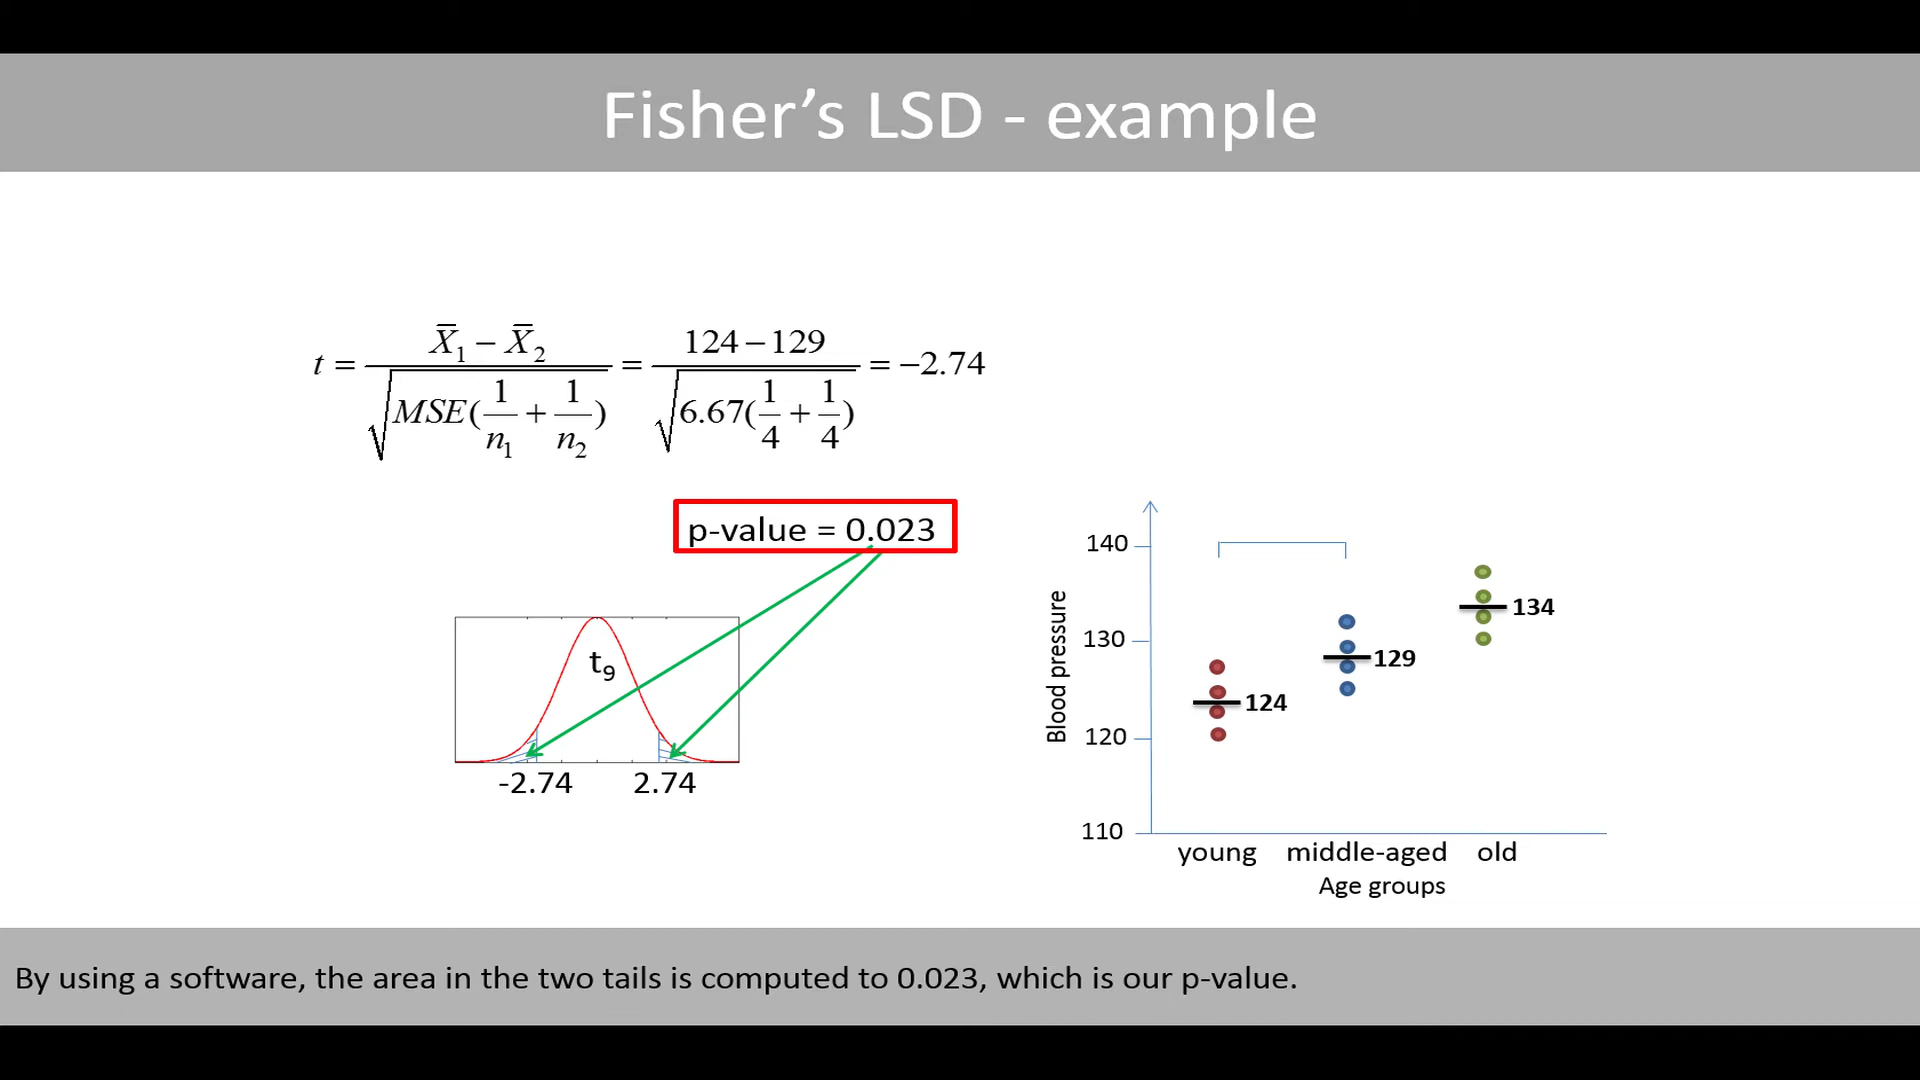 Fisher’s LSD - example
t = (X̄₁ − X̄₂) / √(MSE(1/n₁ + 1/n₂)) = (124 − 129) / √(6.67(1/4 + 1/4)) = −2.74
p-value = 0.023
t₉
-2.74 2.74
Blood pressure
140
130
120
110
124
129
134
young middle-aged old
Age groups
By using a software, the area in the two tails is computed to 0.023, which is our p-value.